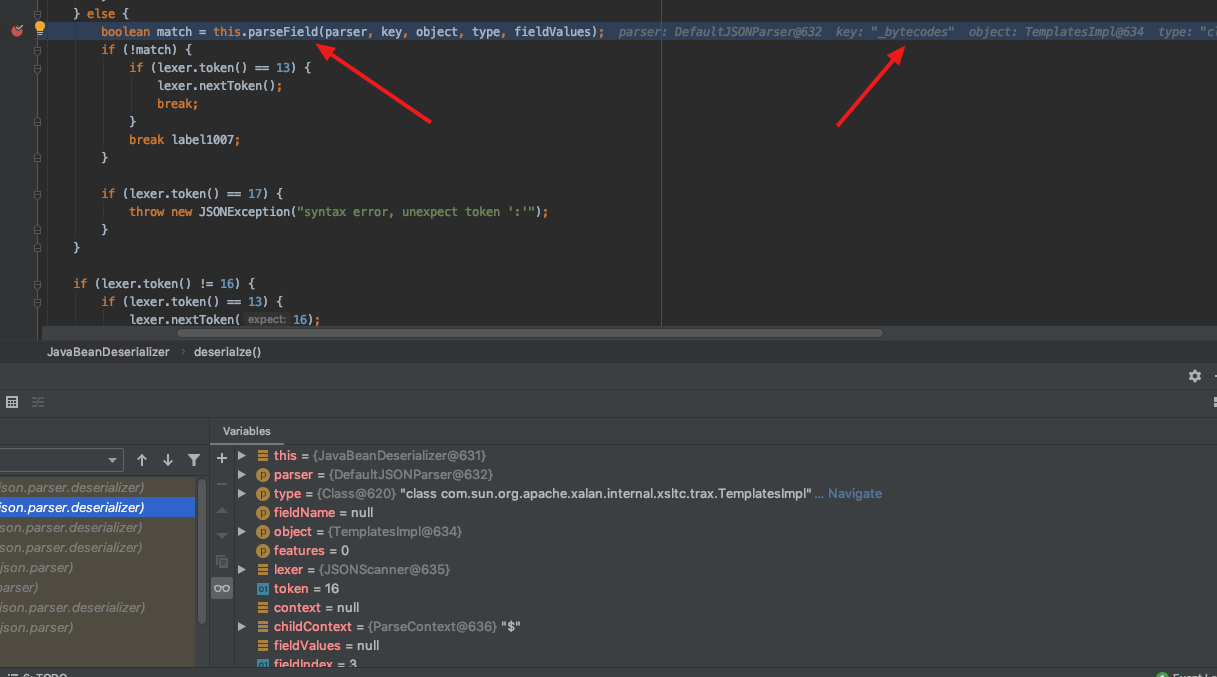 } else {
boolean match = this.parseField(parser, key, object, type, fieldValues); parser: DefaultJSONParser@632 key: "_bytecodes" object: TemplatesImpl@634 type: "c
if (!match) {
if (lexer.token() == 13) {
lexer.nextToken();
break;
}
break label1007;
}
if (lexer.token() == 17) {
throw new JSONException("syntax error, unexpect token ':'");
}
}
if (lexer.token() != 16) {
if (lexer.token() == 13) {
lexer.nextToken( expect: 16);
JavaBeanDeserializer › deserialze()
Variables
json.parser.deserializer)
json.parser.deserializer)
json.parser.deserializer)
json.parser.deserializer)
json.parser)
parser)
json.parser.deserializer)
json.parser)
this = {JavaBeanDeserializer@631}
parser = {DefaultJSONParser@632}
type = {Class@620} "class com.sun.org.apache.xalan.internal.xsltc.trax.TemplatesImpl" ... Navigate
fieldName = null
object = {TemplatesImpl@634}
features = 0
lexer = {JSONScanner@635}
token = 16
context = null
childContext = {ParseContext@636} "$"
fieldValues = null
fieldIndex = 3
6: TODO
Event Lo